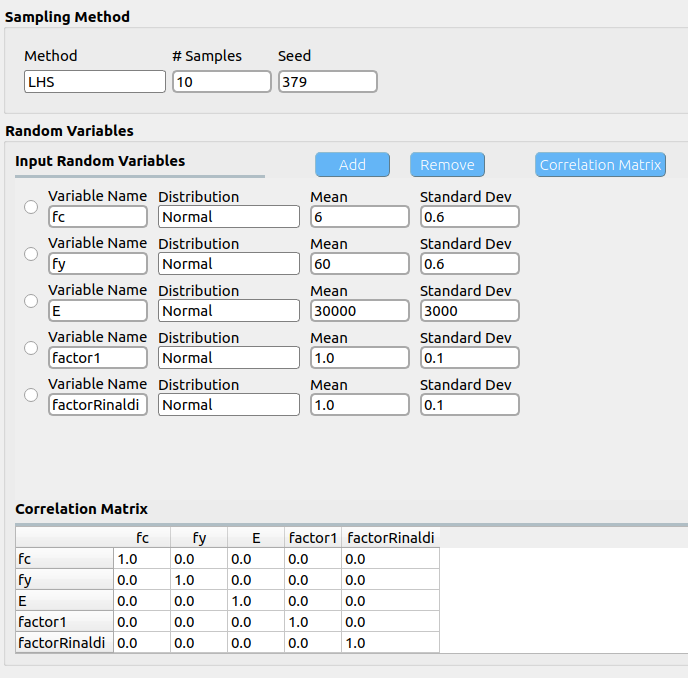 Sampling Method
Method # Samples Seed
LHS 10 379
Random Variables
Input Random Variables Add Remove Correlation Matrix
Variable Name Distribution Mean Standard Dev
fc Normal 6 0.6
Variable Name Distribution Mean Standard Dev
fy Normal 60 0.6
Variable Name Distribution Mean Standard Dev
E Normal 30000 3000
Variable Name Distribution Mean Standard Dev
factor1 Normal 1.0 0.1
Variable Name Distribution Mean Standard Dev
factorRinaldi Normal 1.0 0.1
Correlation Matrix
fc fy E factor1 factorRinaldi
fc 1.0 0.0 0.0 0.0 0.0
fy 0.0 1.0 0.0 0.0 0.0
E 0.0 0.0 1.0 0.0 0.0
factor1 0.0 0.0 0.0 1.0 0.0
factorRinaldi 0.0 0.0 0.0 0.0 1.0